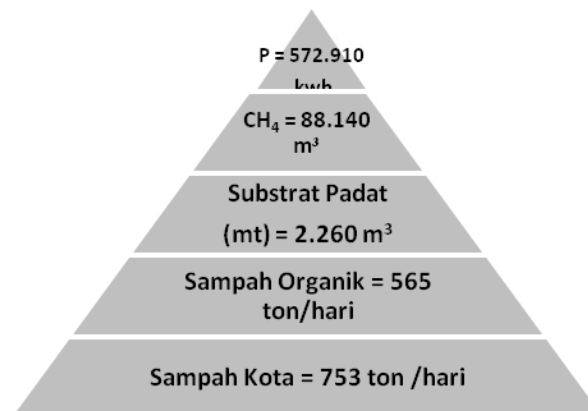 P = 572.910
kwh
CH₄ = 88.140
m³
Substrat Padat
(mt) = 2.260 m³
Sampah Organik = 565
ton/hari
Sampah Kota = 753 ton /hari